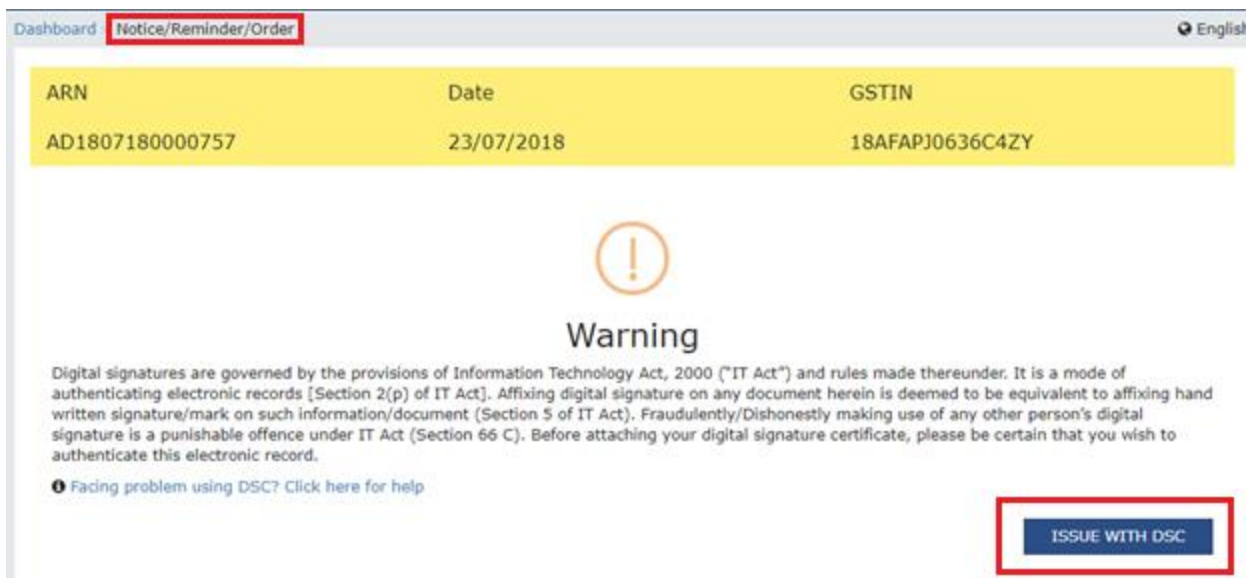 Dashboard Notice/Reminder/Order English
ARN Date GSTIN
AD1807180000757 23/07/2018 18AFAPJ0636C4ZY
Warning
Digital signatures are governed by the provisions of Information Technology Act, 2000 ("IT Act") and rules made thereunder. It is a mode of
authenticating electronic records [Section 2(p) of IT Act]. Affixing digital signature on any document herein is deemed to be equivalent to affixing hand
written signature/mark on such information/document (Section 5 of IT Act). Fraudulently/Dishonestly making use of any other person's digital
signature is a punishable offence under IT Act (Section 66 C). Before attaching your digital signature certificate, please be certain that you wish to
authenticate this electronic record.
Facing problem using DSC? Click here for help
ISSUE WITH DSC